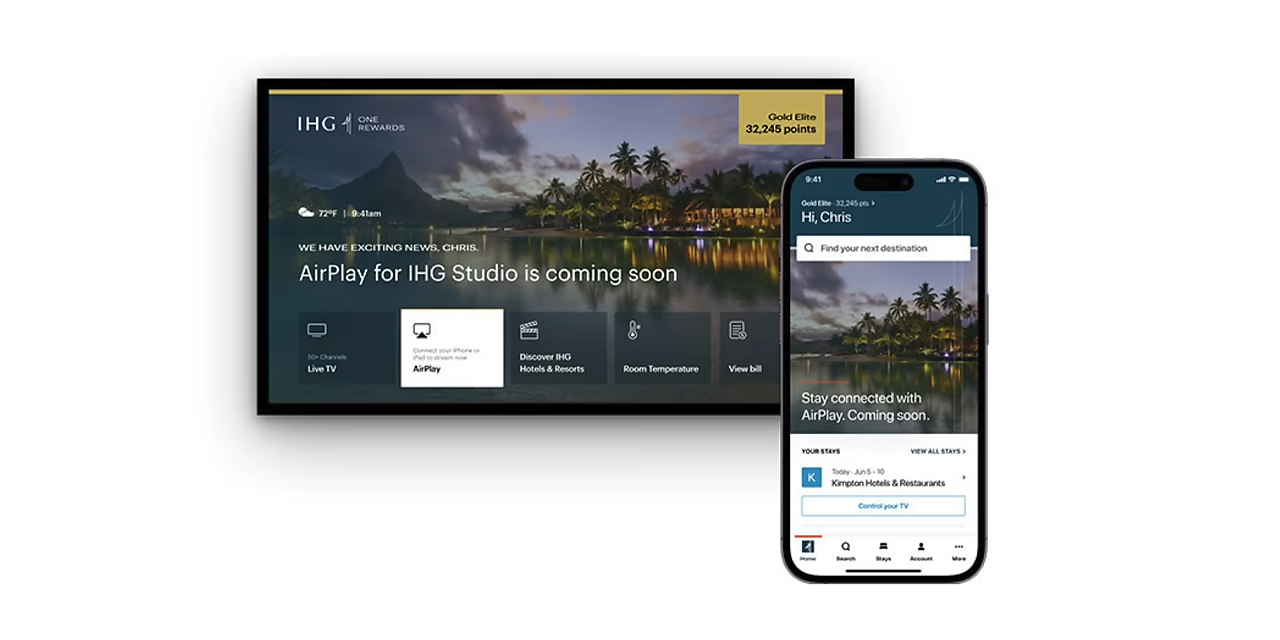 IHG ONE REWARDS
Gold Elite
32,245 points
72°F | 9:41am
WE HAVE EXCITING NEWS, CHRIS.
AirPlay for IHG Studio is coming soon
50+ Channels
Live TV
Connect your iPhone or
iPad to stream now
AirPlay
Discover IHG
Hotels & Resorts
Room Temperature
View bill
9:41
Gold Elite · 32,245 pts >
Hi, Chris
Find your next destination
Stay connected with
AirPlay. Coming soon.
YOUR STAYS
VIEW ALL STAYS >
K
Today · Jun 5 - 10
Kimpton Hotels & Restaurants
Control your TV
Home Search Stays Account More